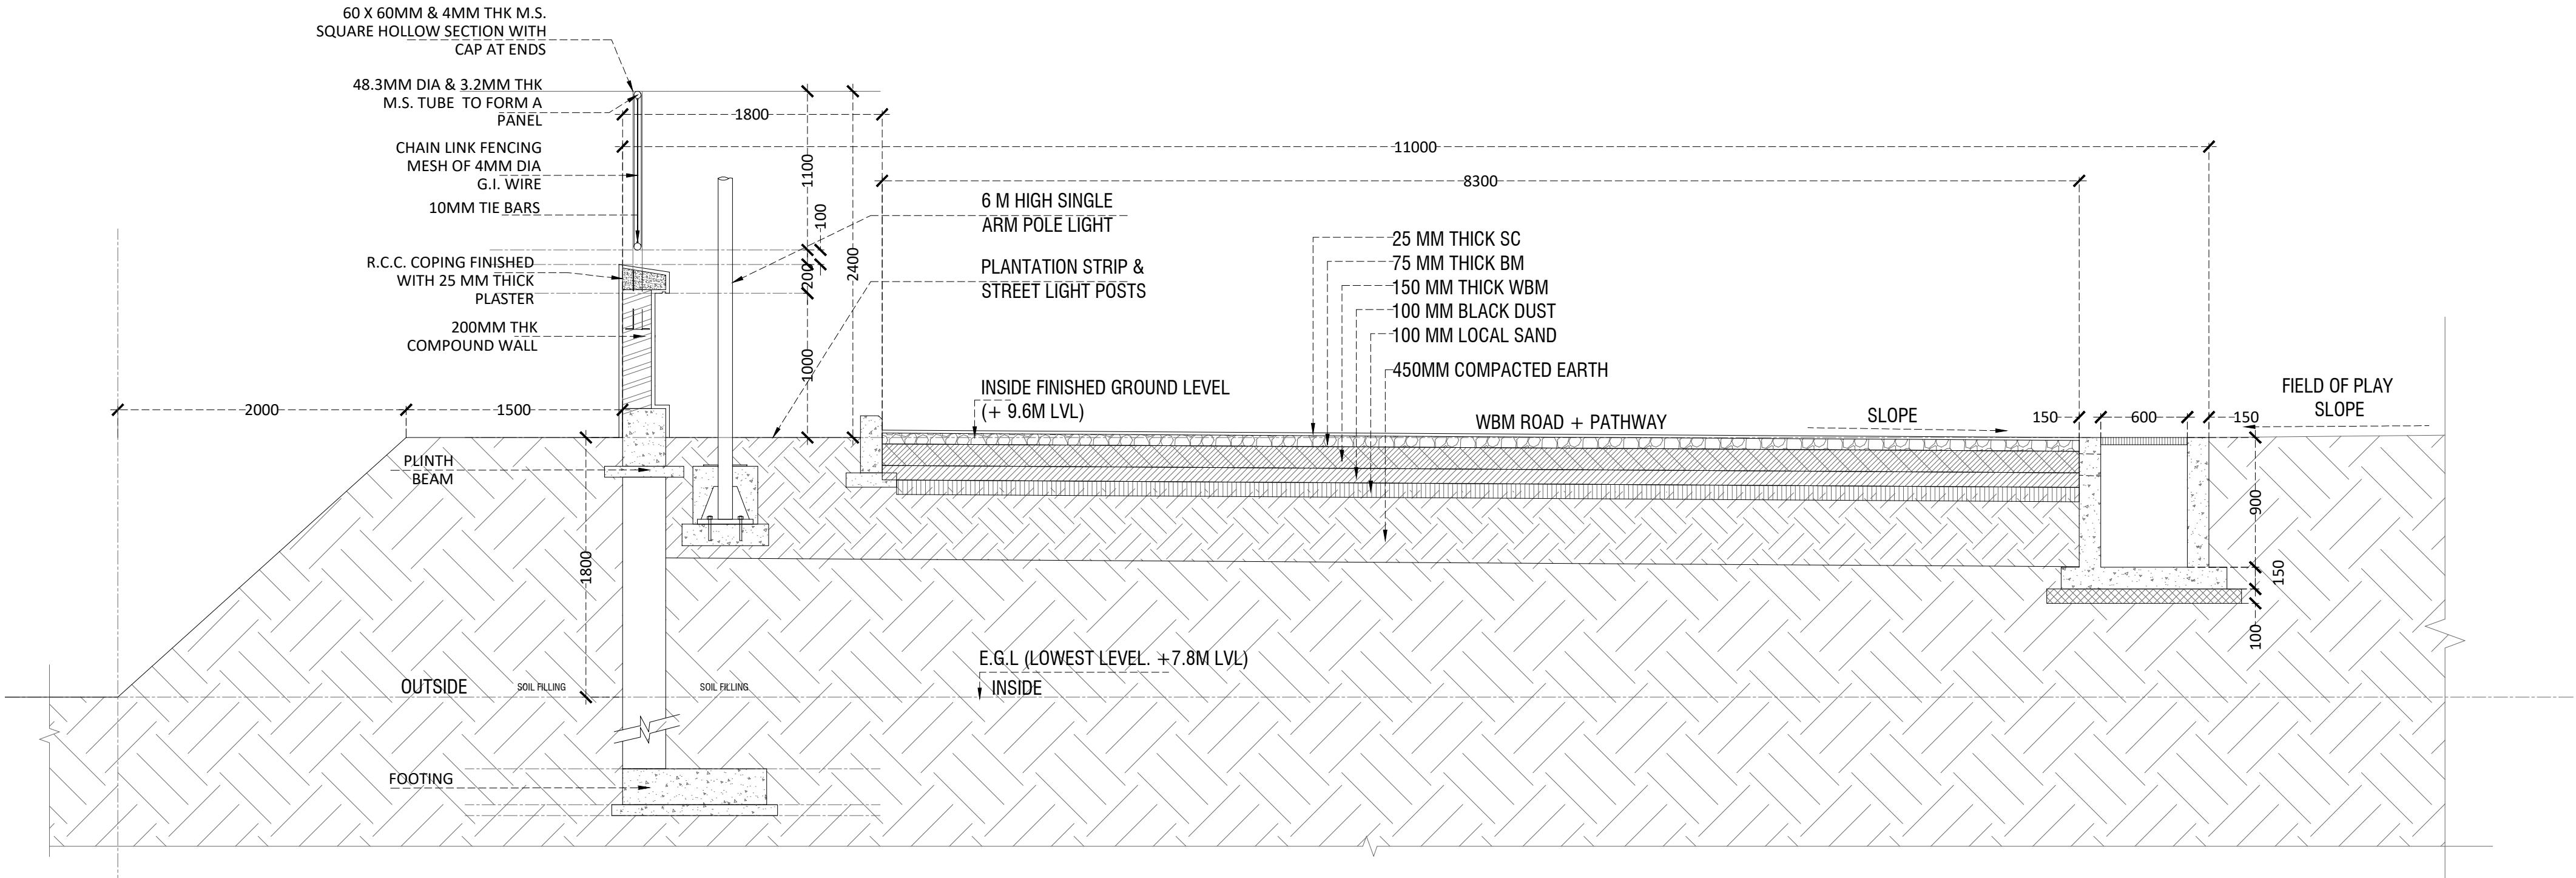 60 X 60MM & 4MM THK M.S.
SQUARE HOLLOW SECTION WITH
CAP AT ENDS
48.3MM DIA & 3.2MM THK
M.S. TUBE TO FORM A
PANEL
CHAIN LINK FENCING
MESH OF 4MM DIA
G.I. WIRE
10MM TIE BARS
R.C.C. COPING FINISHED
WITH 25 MM THICK
PLASTER
200MM THK
COMPOUND WALL
1800
11000
8300
1100
100
200
2400
1000
6 M HIGH SINGLE
ARM POLE LIGHT
PLANTATION STRIP &
STREET LIGHT POSTS
25 MM THICK SC
75 MM THICK BM
150 MM THICK WBM
100 MM BLACK DUST
100 MM LOCAL SAND
450MM COMPACTED EARTH
INSIDE FINISHED GROUND LEVEL
(+ 9.6M LVL)
WBM ROAD + PATHWAY
SLOPE
FIELD OF PLAY
SLOPE
2000
1500
150
600
150
PLINTH
BEAM
1800
900
150
100
E.G.L (LOWEST LEVEL. +7.8M LVL)
INSIDE
OUTSIDE
SOIL FILLING
SOIL FILLING
FOOTING